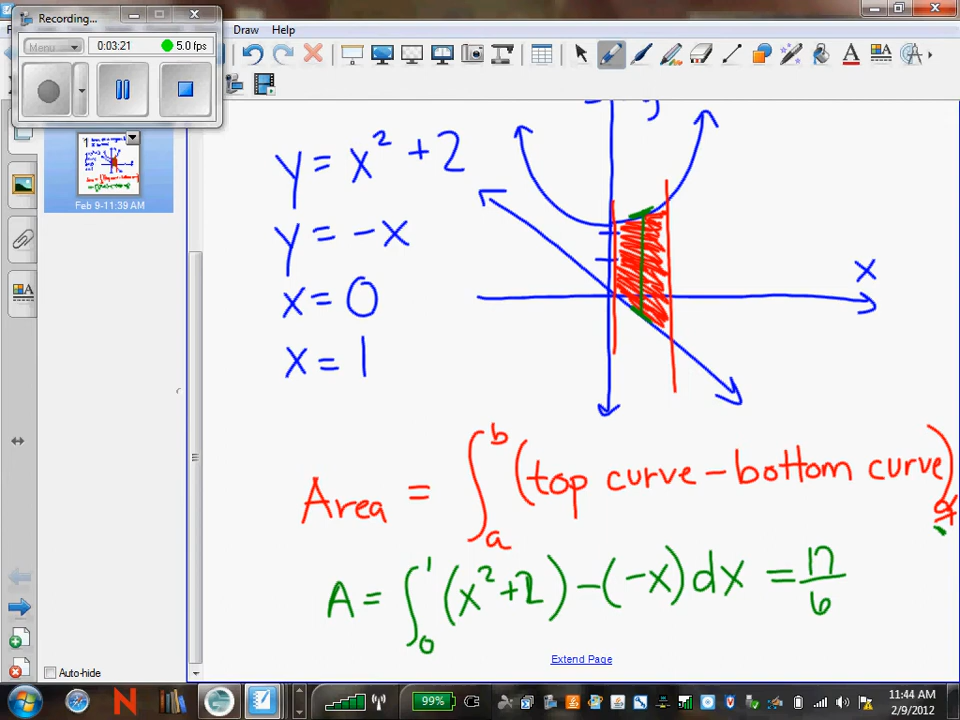 Recording...
Menu
0:03:21
5.0 fps
Draw Help
1
Feb 9-11:39 AM
y = x² + 2
y = -x
x = 0
x = 1
y
x
Area = ∫ₐᵇ (top curve - bottom curve)
A = ∫₀¹ (x²+2) - (-x) dx = 17/6
Extend Page
Auto-hide
99%
11:44 AM
2/9/2012